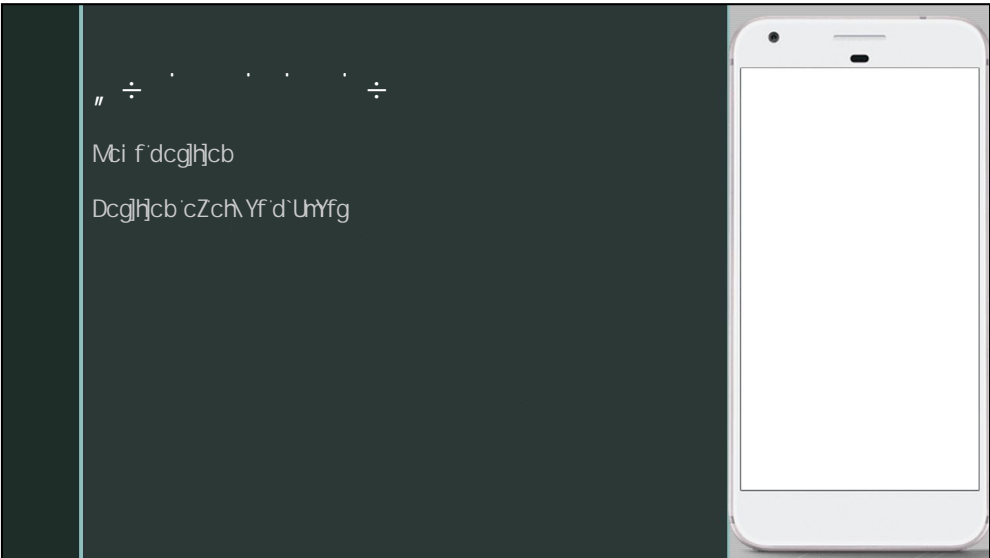 „ ÷ ˙ ˙ ˙ ˙ ÷
Mci f˙dcg]h]cb
Dcg]h]cb˙cZ˙ch\Yf˙d`UmYfg